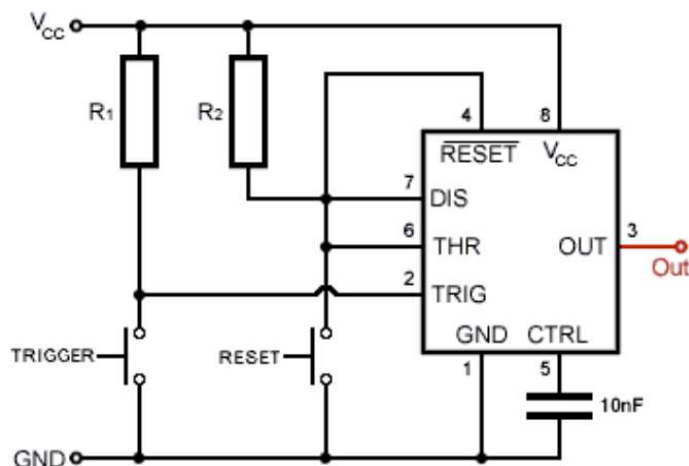 VCC
R1
R2
4
8
RESET
VCC
7
DIS
6
THR
OUT
3
Out
2
TRIG
GND
CTRL
TRIGGER
RESET
1
5
10nF
GND